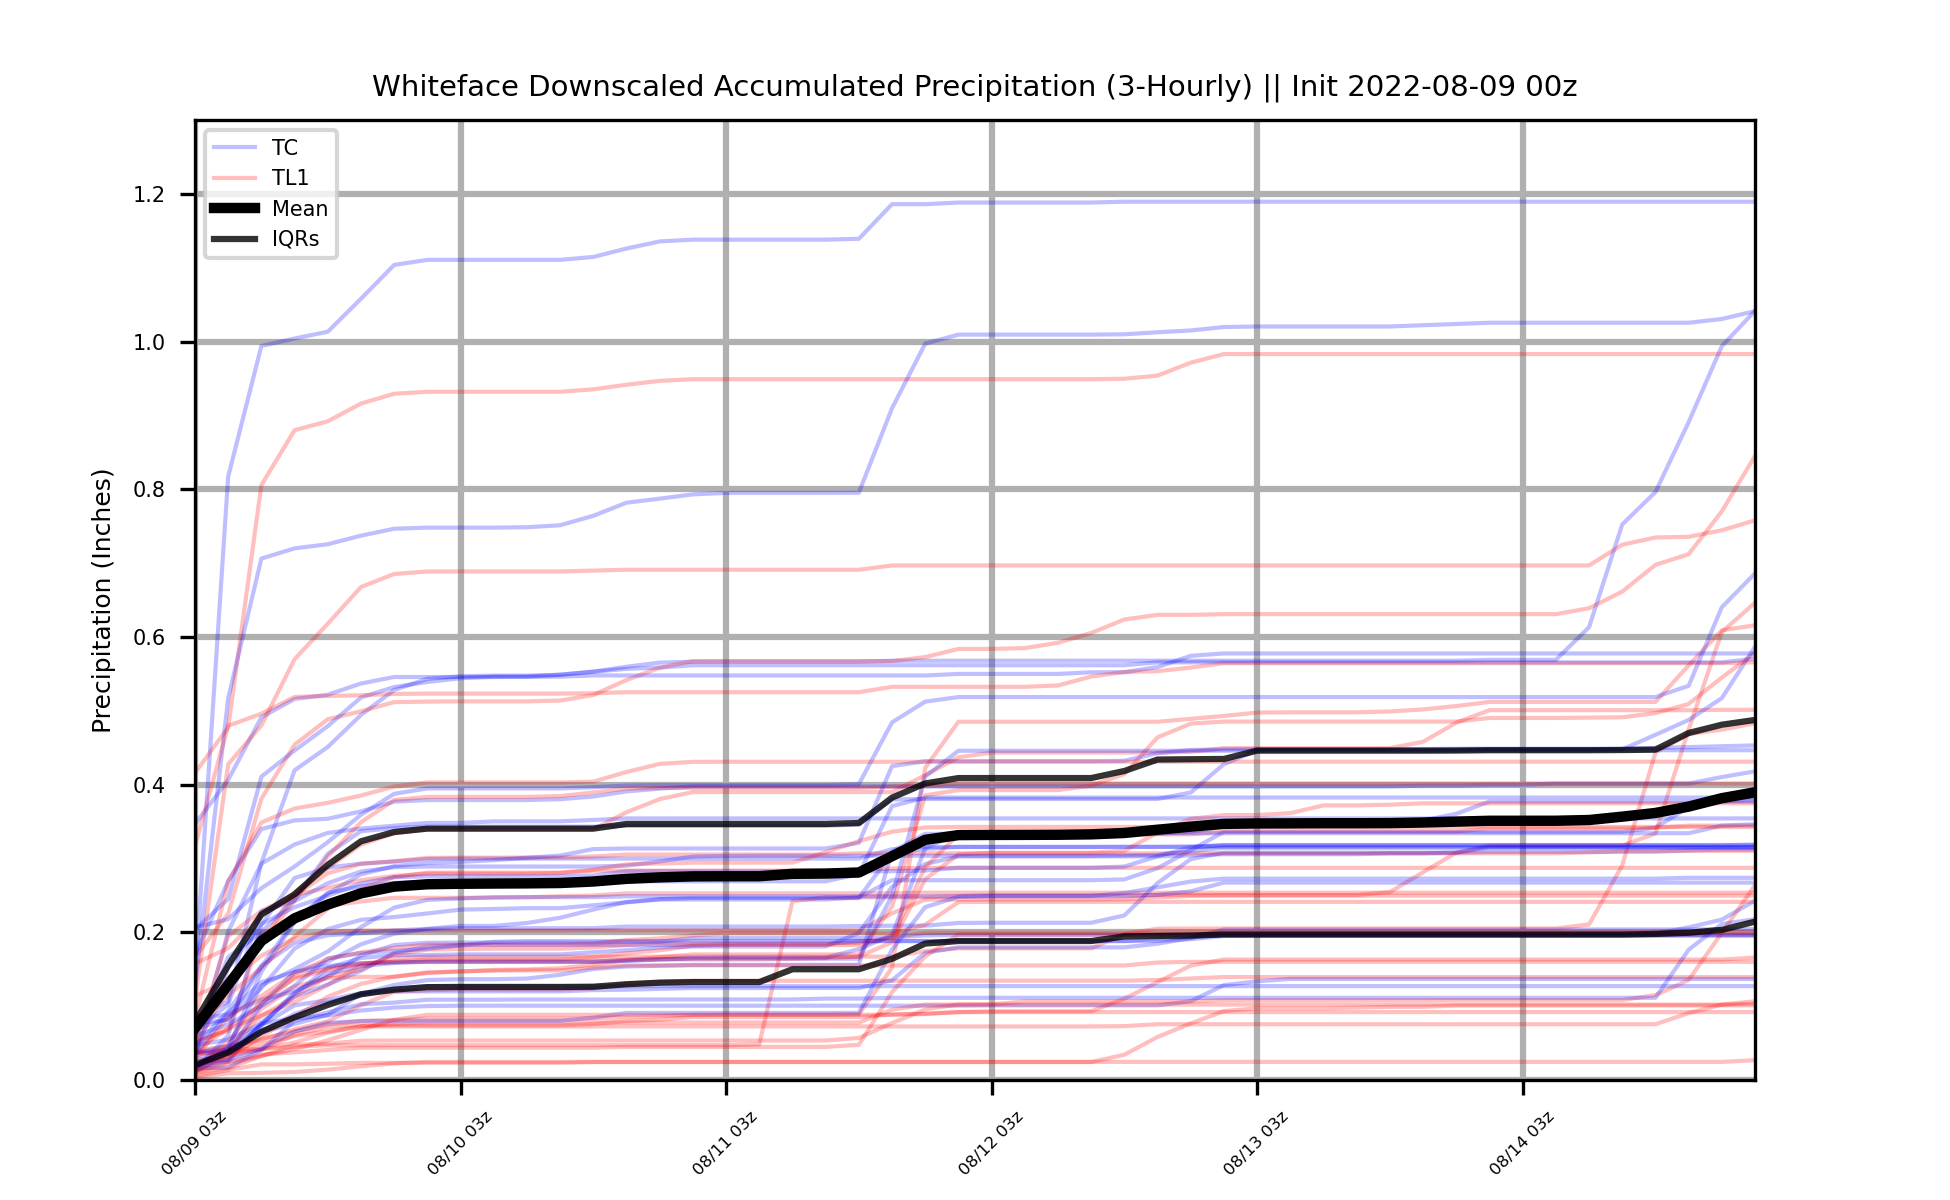 Whiteface Downscaled Accumulated Precipitation (3-Hourly) || Init 2022-08-09 00z
TC
TL1
Mean
IQRs
Precipitation (Inches)
1.2
1.0
0.8
0.6
0.4
0.2
0.0
08/09 03z
08/10 03z
08/11 03z
08/12 03z
08/13 03z
08/14 03z